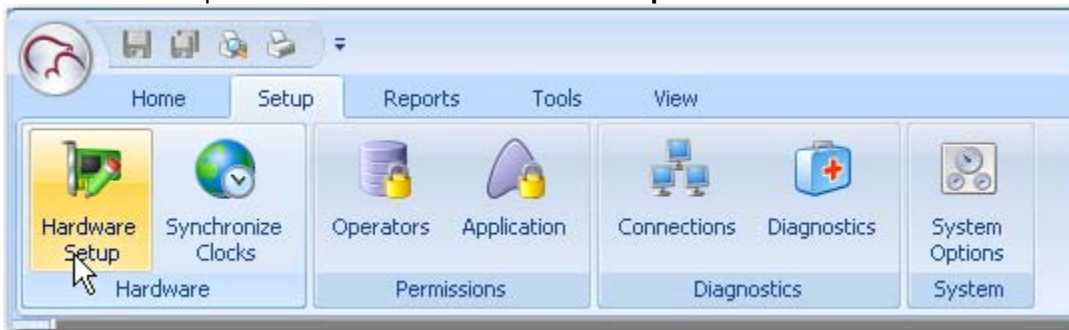 Home Setup Reports Tools View
Hardware Setup
Synchronize Clocks
Operators
Application
Connections
Diagnostics
System Options
Hardware
Permissions
Diagnostics
System